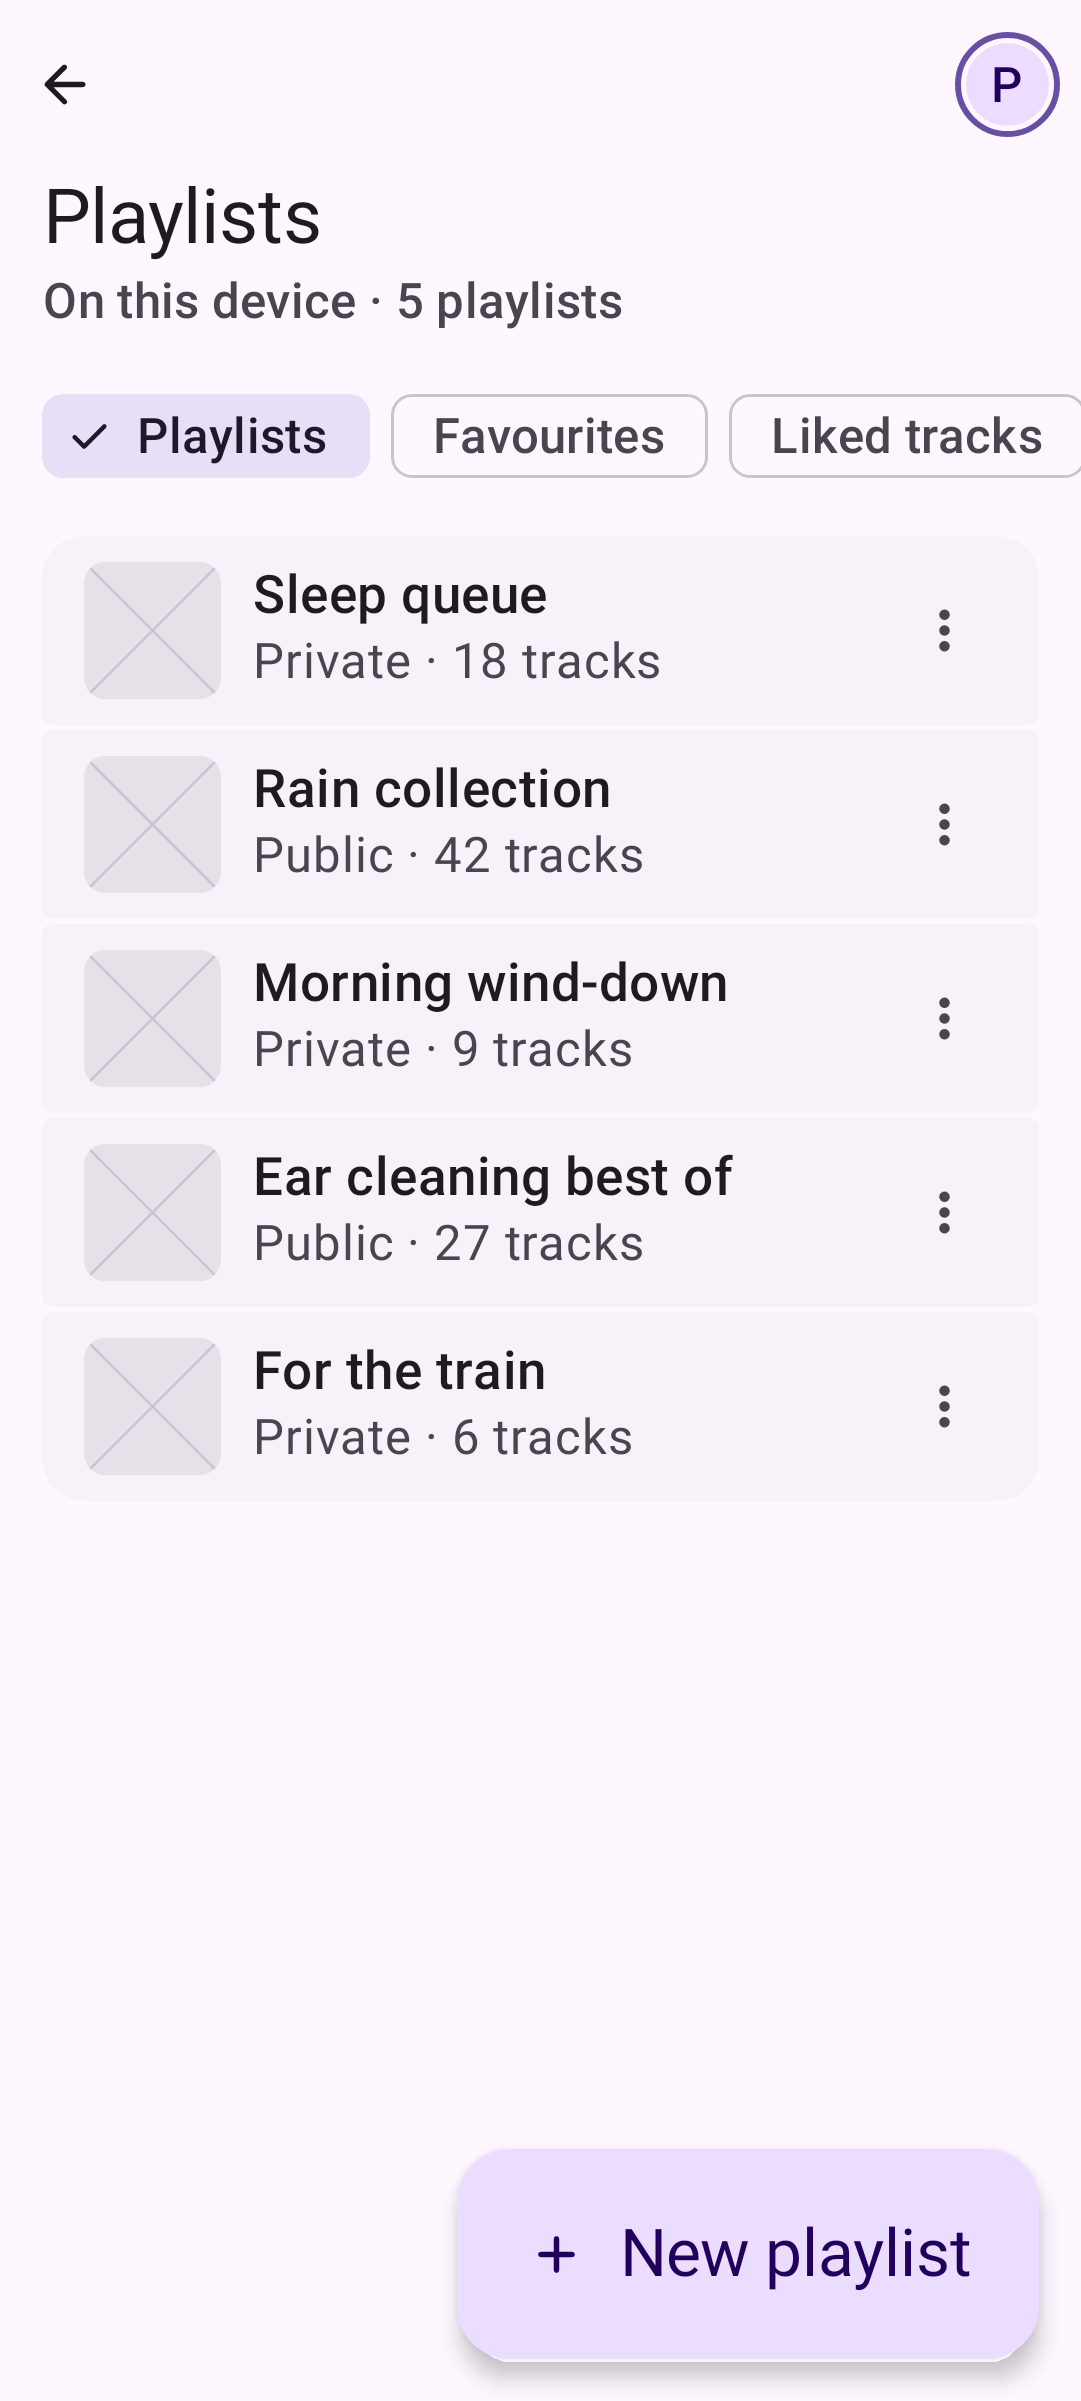 P
Playlists
On this device · 5 playlists
Playlists
Favourites
Liked tracks
Sleep queue
Private · 18 tracks
Rain collection
Public · 42 tracks
Morning wind-down
Private · 9 tracks
Ear cleaning best of
Public · 27 tracks
For the train
Private · 6 tracks
New playlist